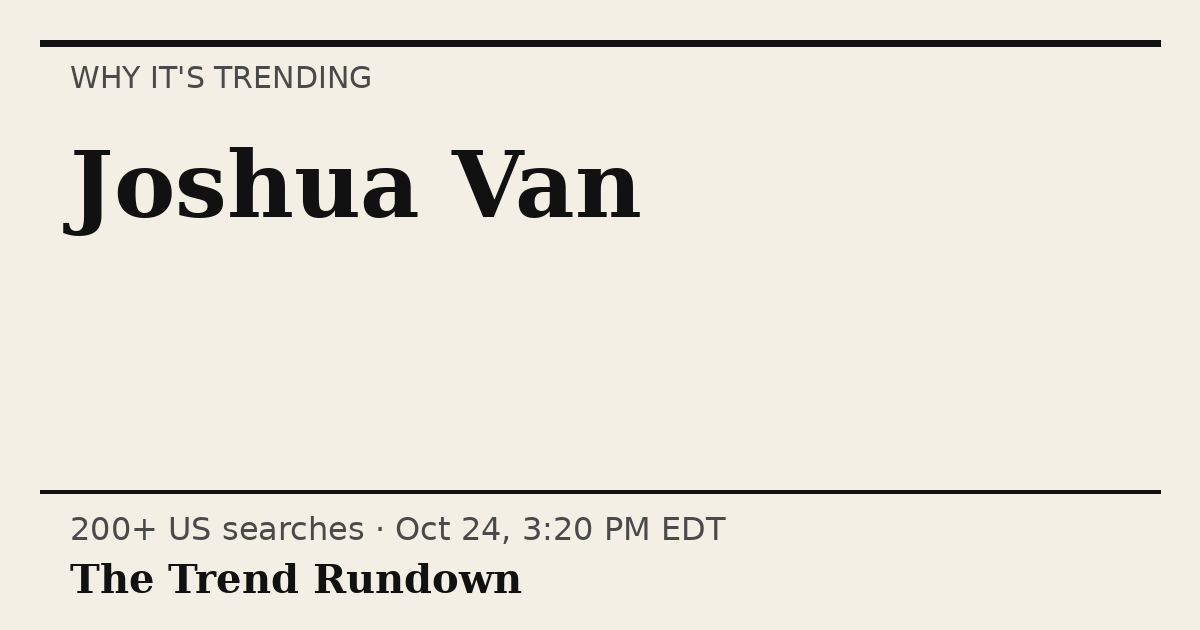 WHY IT'S TRENDING
Joshua Van
200+ US searches · Oct 24, 3:20 PM EDT
The Trend Rundown